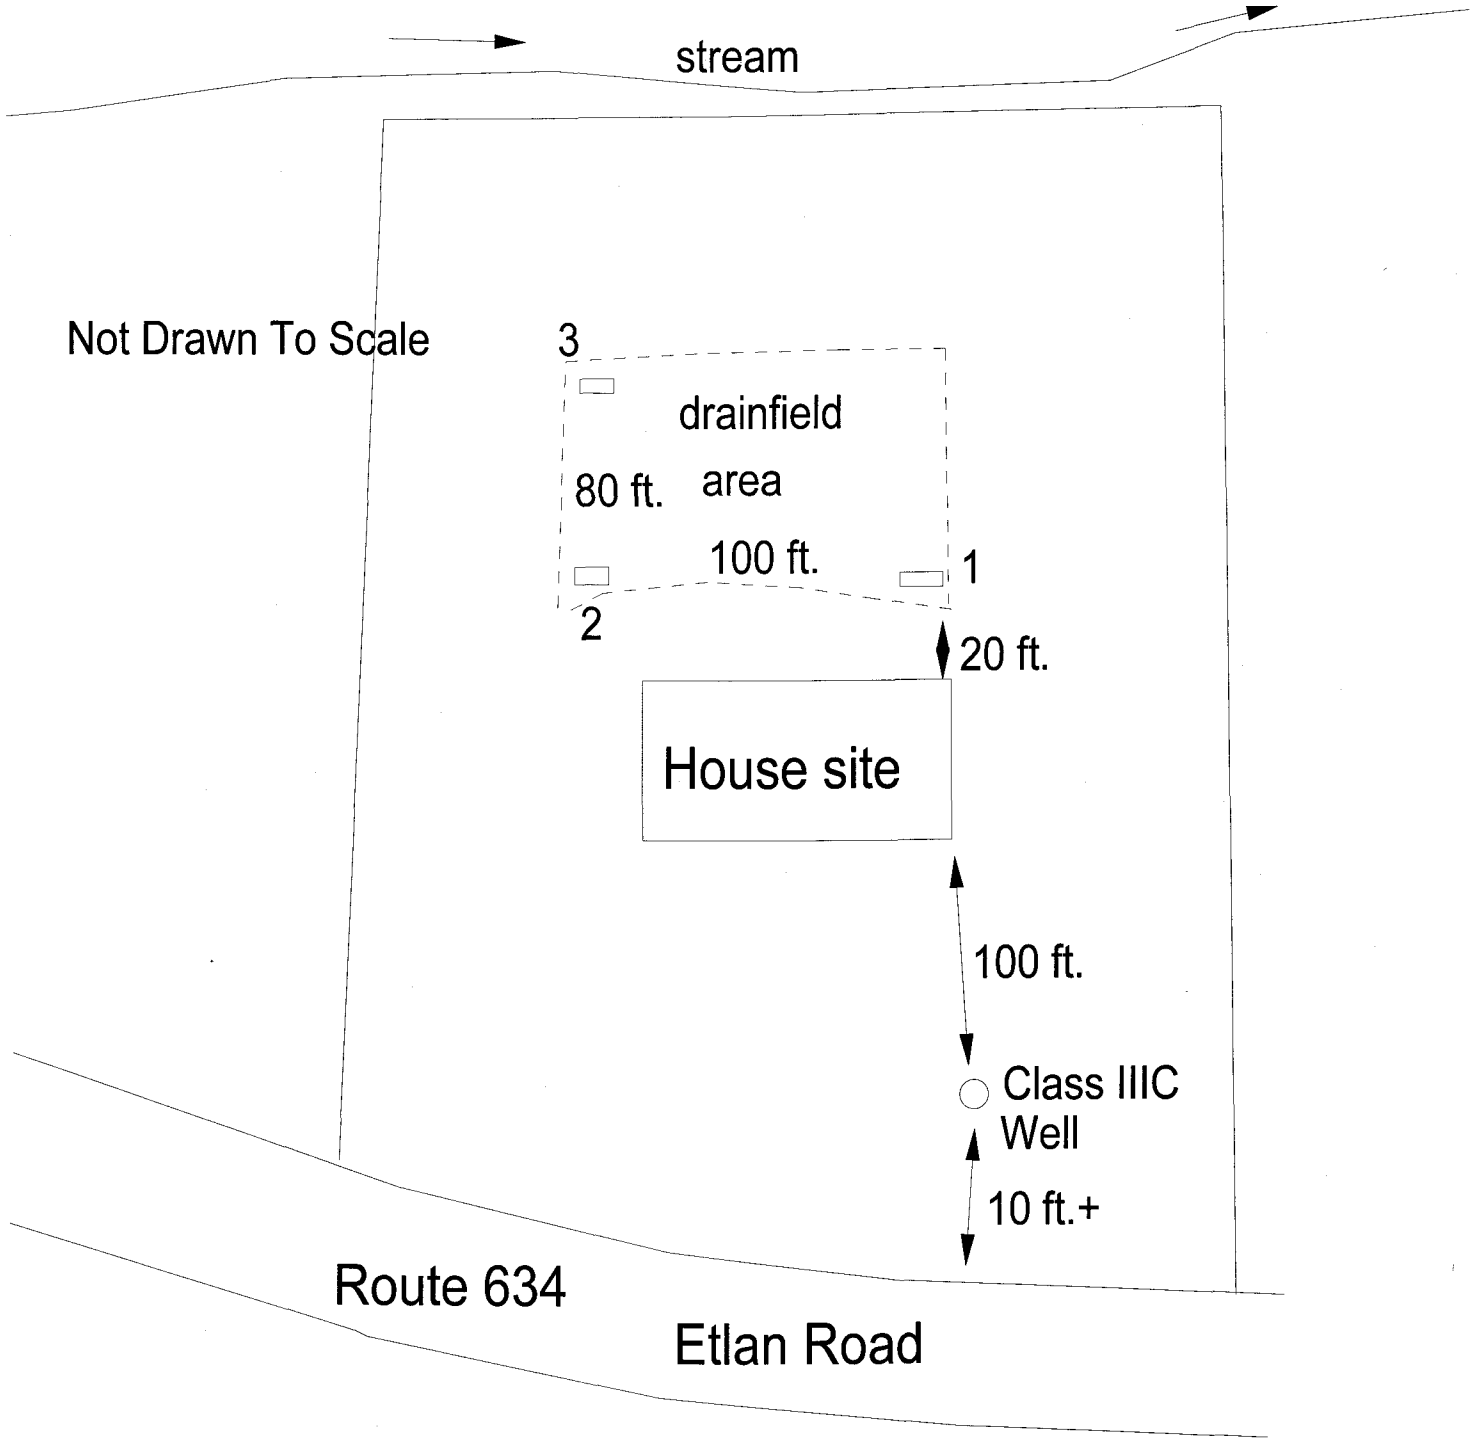 stream
Not Drawn To Scale
3
drainfield
area
80 ft.
100 ft.
1
2
20 ft.
House site
100 ft.
Class IIIC
Well
10 ft.+
Route 634
Etlan Road